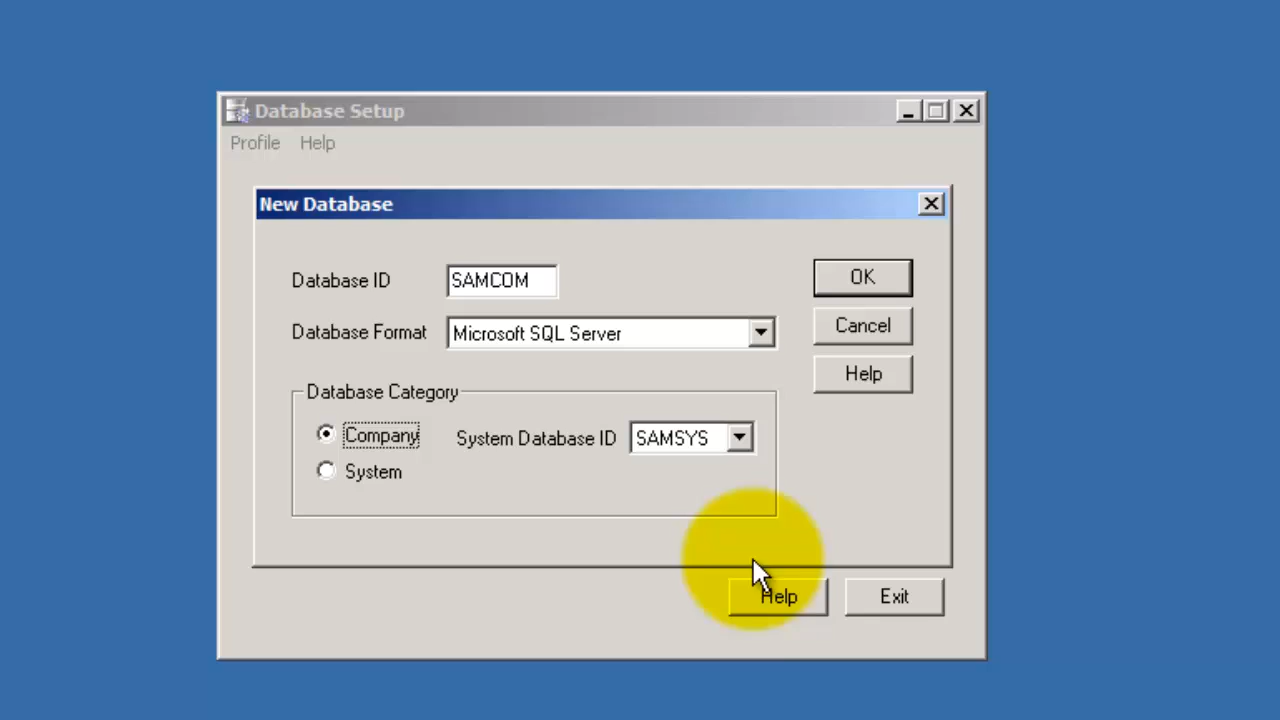 Database Setup
Profile Help
New Database
Database ID SAMCOM OK
Database Format Microsoft SQL Server Cancel
Help
Database Category
Company System Database ID SAMSYS
System
Help Exit